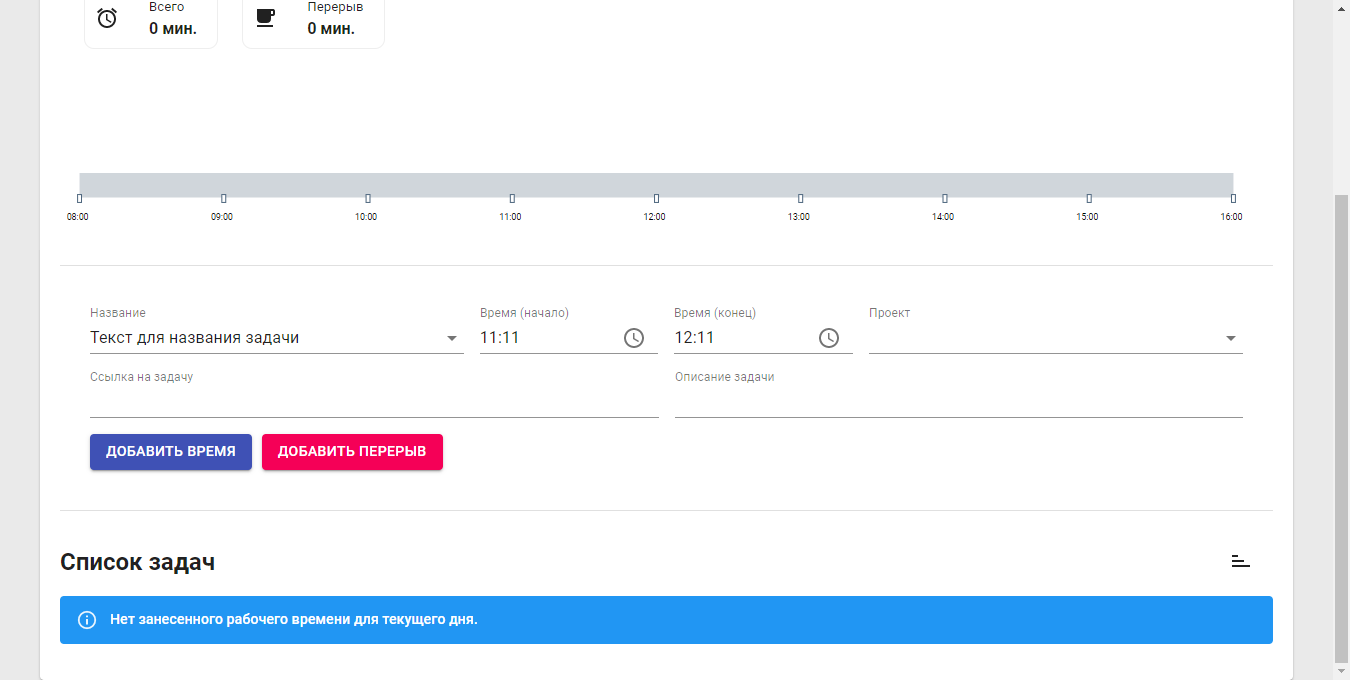 Всего
0 мин.
Перерыв
0 мин.
08:00 09:00 10:00 11:00 12:00 13:00 14:00 15:00 16:00
Название Время (начало) Время (конец) Проект
Текст для названия задачи 11:11 12:11
Ссылка на задачу Описание задачи
ДОБАВИТЬ ВРЕМЯ ДОБАВИТЬ ПЕРЕРЫВ
Список задач
Нет занесенного рабочего времени для текущего дня.